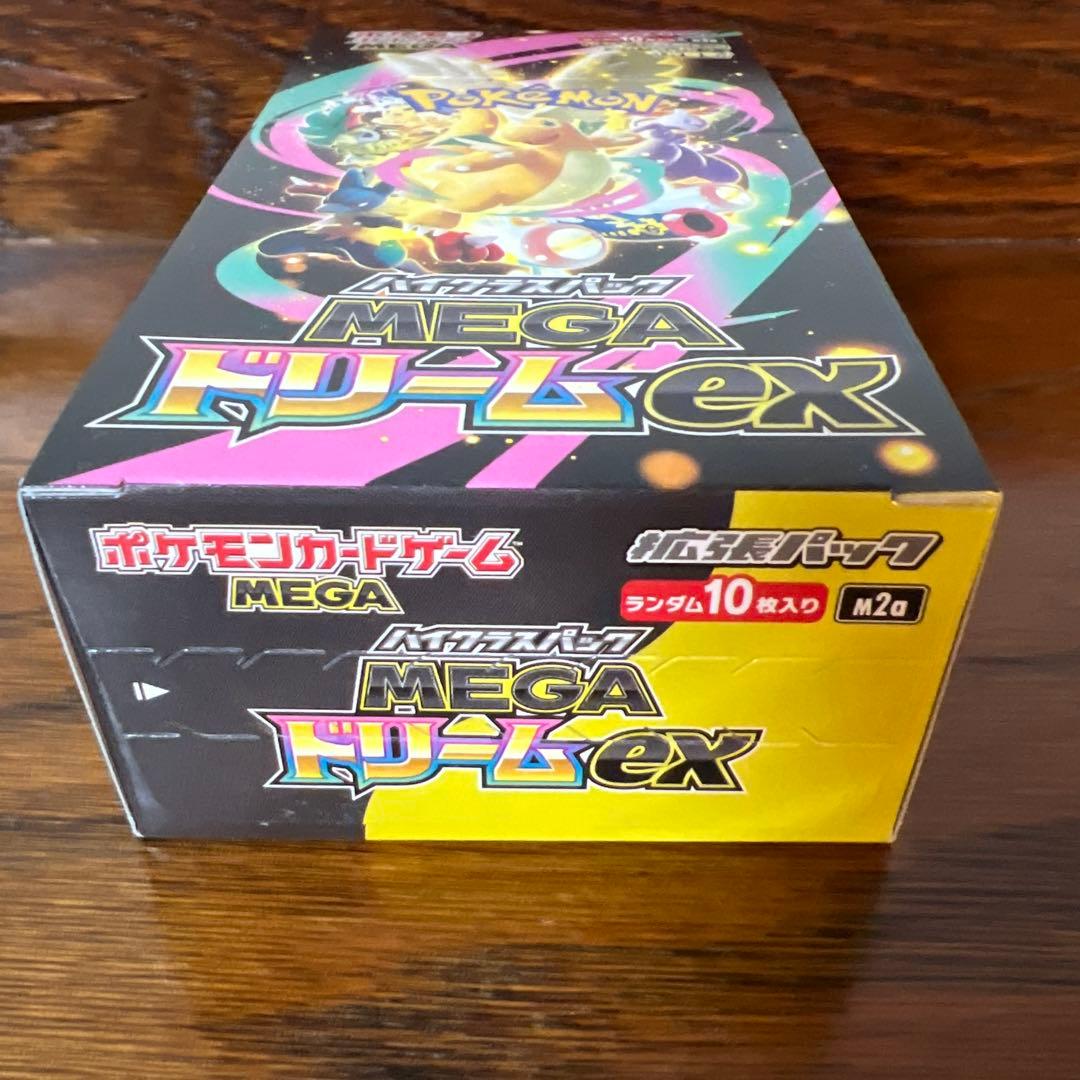 POKÉMON
ハイクラスパック
MEGA
ドリームex
ポケモンカードゲーム
MEGA
拡張パック
ランダム10枚入り
M2a
ハイクラスパック
MEGA
ドリームex